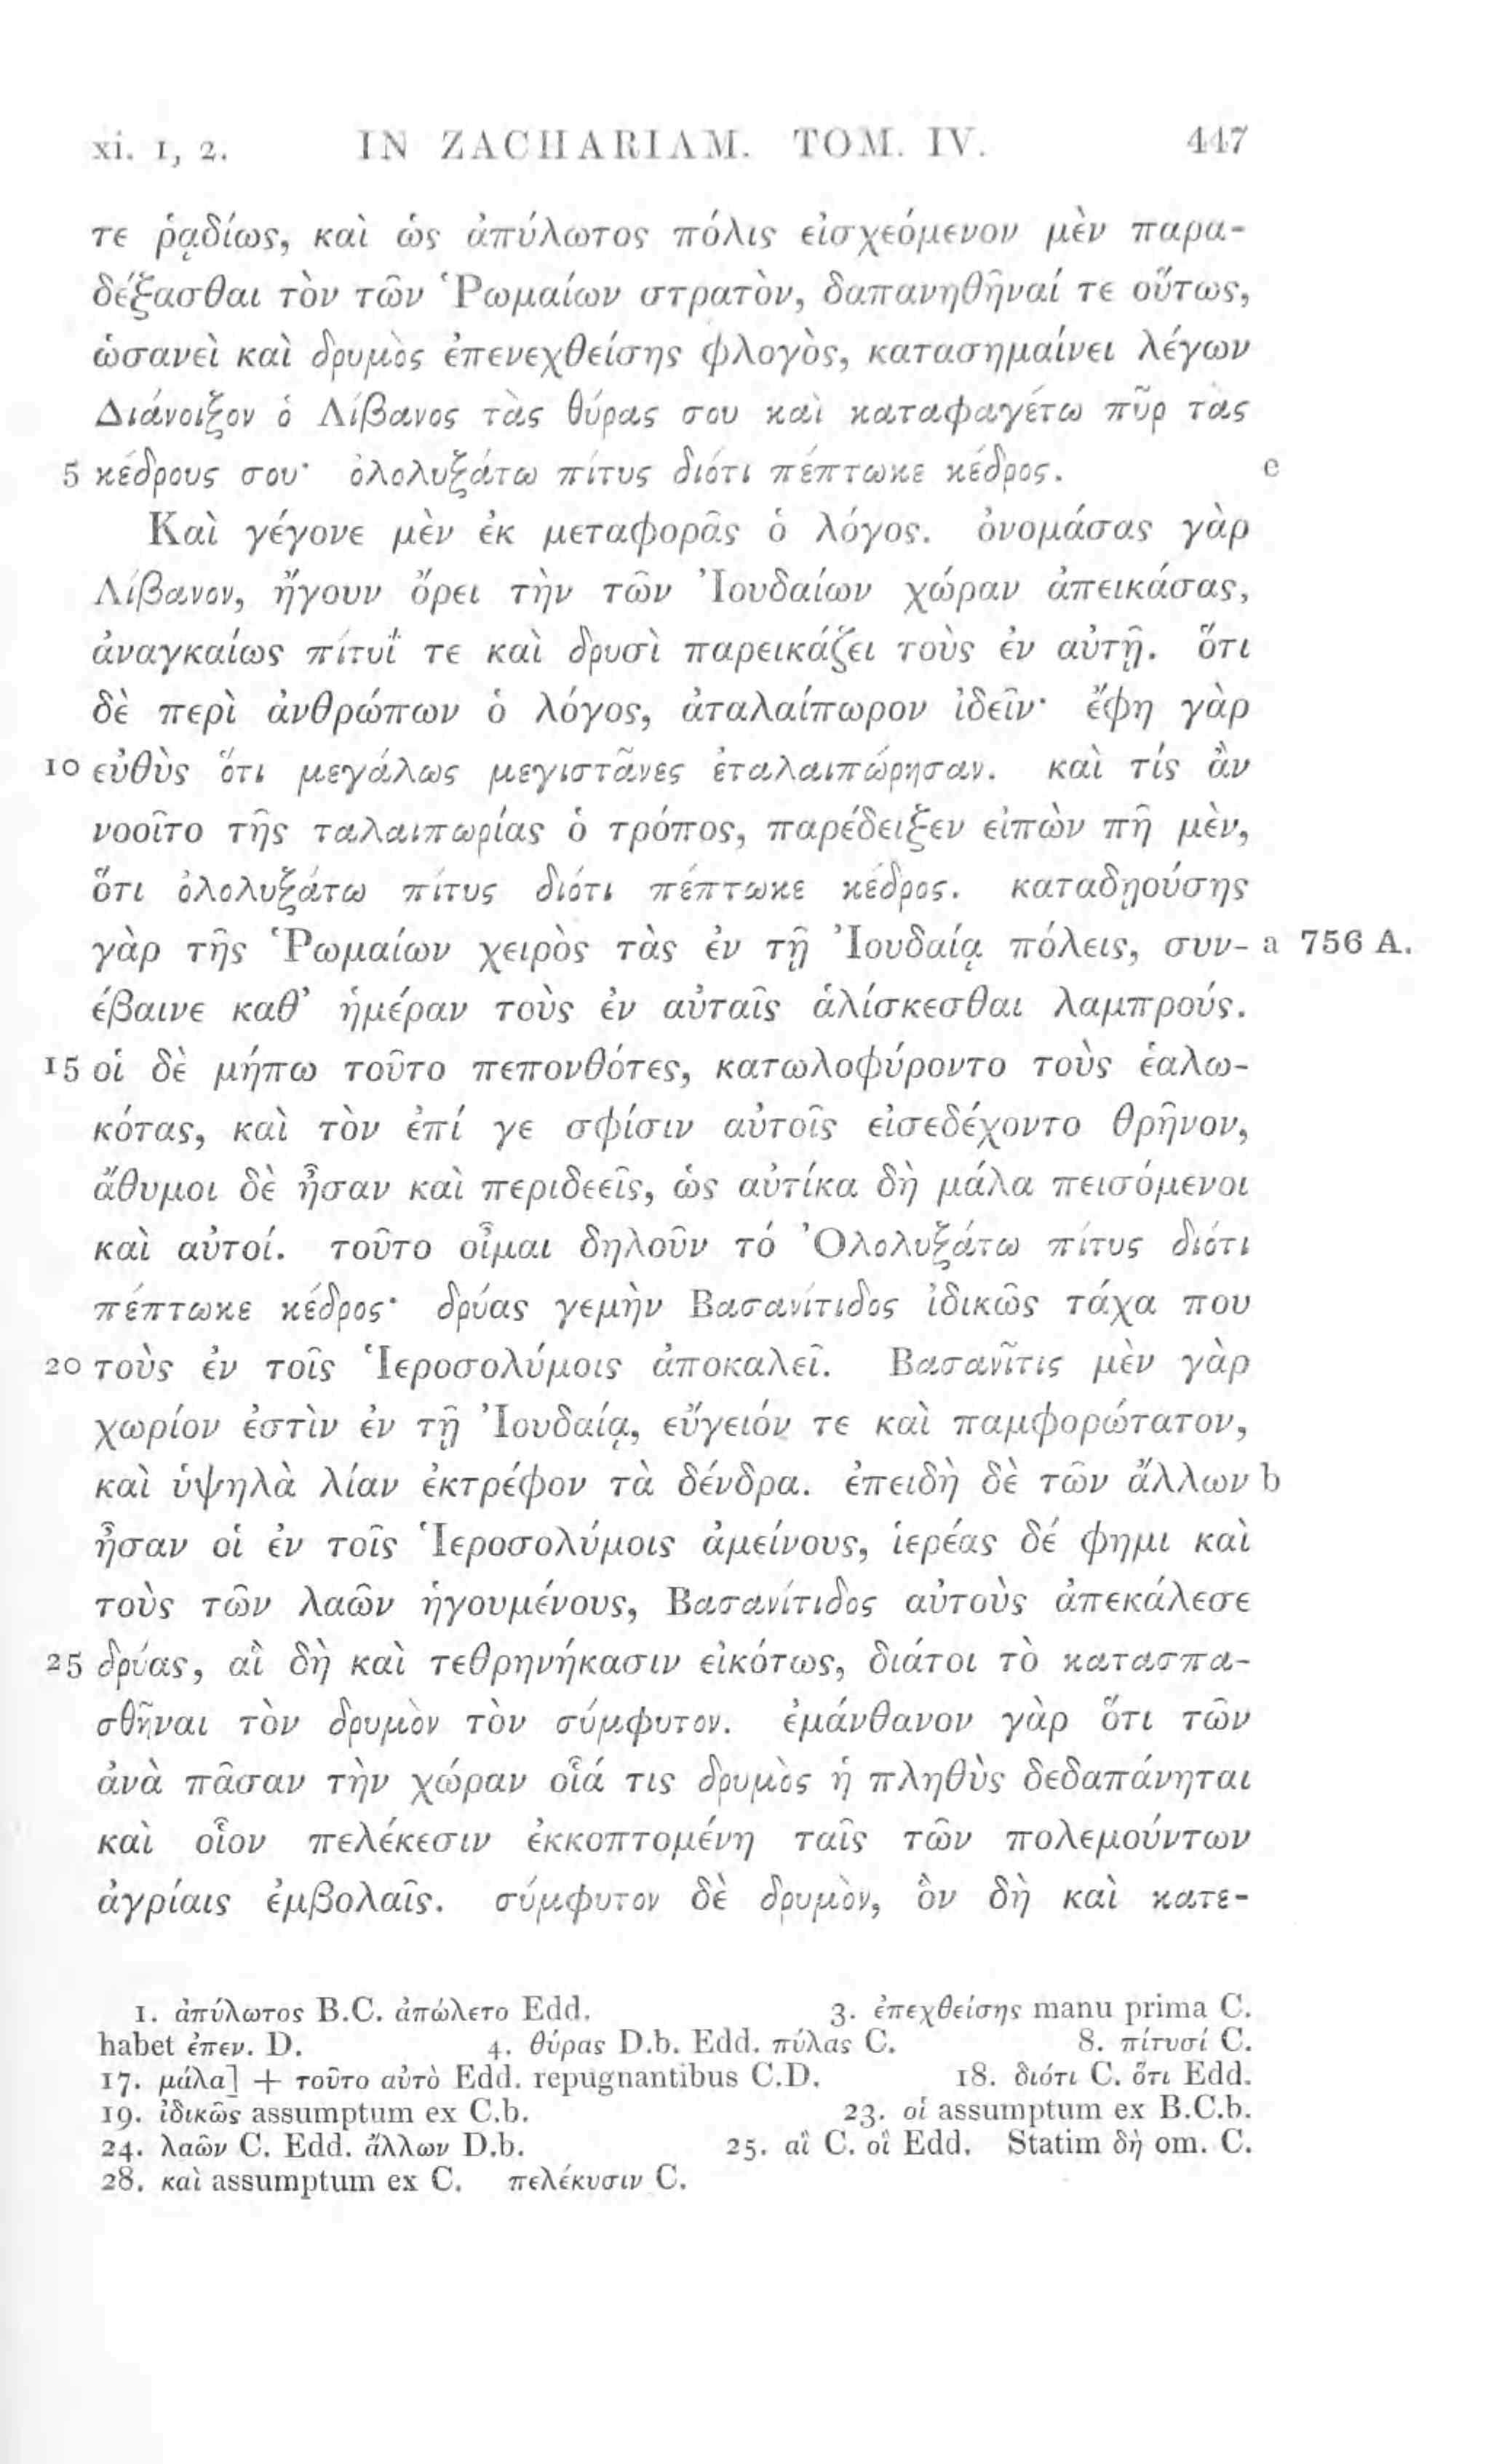 xi. 1, 2. IN ZACHARIAM. TOM. IV. 447
τε ῥᾳδίως, καὶ ὡς ἀπύλωτος πόλις εἰσχεόμενον μὲν παρα-
δέξασθαι τὸν τῶν Ῥωμαίων στρατὸν, δαπανηθῆναί τε οὕτως,
ὡσανεὶ καὶ δρυμὸς ἐπενεχθείσης φλογὸς, κατασημαίνει λέγων
Διάνοιξον ὁ Λίβανος τὰς θύρας σου καὶ καταφαγέτω πῦρ τὰς
5 κέδρους σου· ὀλολυξάτω πίτυς διότι πέπτωκε κέδρος. e
Καὶ γέγονε μὲν ἐκ μεταφορᾶς ὁ λόγος. ὀνομάσας γὰρ
Λίβανον, ἤγουν ὄρει τὴν τῶν Ἰουδαίων χώραν ἀπεικάσας,
ἀναγκαίως πίτυΐ τε καὶ δρυσὶ παρεικάζει τοὺς ἐν αὐτῇ. ὅτι
δὲ περὶ ἀνθρώπων ὁ λόγος, ἀταλαίπωρον ἰδεῖν· ἔφη γὰρ
10 εὐθὺς ὅτι μεγάλως μεγιστᾶνες ἐταλαιπώρησαν. καὶ τίς ἂν
νοοῖτο τῆς ταλαιπωρίας ὁ τρόπος, παρέδειξεν εἰπὼν πῆ μὲν,
ὅτι ὀλολυξάτω πίτυς διότι πέπτωκε κέδρος. καταδῃούσης
γὰρ τῆς Ῥωμαίων χειρὸς τὰς ἐν τῇ Ἰουδαίᾳ πόλεις, συν- a 756 A.
έβαινε καθ’ ἡμέραν τοὺς ἐν αὐταῖς ἁλίσκεσθαι λαμπρούς.
15 οἱ δὲ μήπω τοῦτο πεπονθότες, κατωλοφύροντο τοὺς ἑαλω-
κότας, καὶ τὸν ἐπί γε σφίσιν αὐτοῖς εἰσεδέχοντο θρῆνον,
ἄθυμοι δὲ ἦσαν καὶ περιδεεῖς, ὡς αὐτίκα δὴ μάλα πεισόμενοι
καὶ αὐτοί. τοῦτο οἶμαι δηλοῦν τό Ὀλολυξάτω πίτυς διότι
πέπτωκε κέδρος· δρύας γεμὴν Βασανίτιδος ἰδικῶς τάχα που
20 τοὺς ἐν τοῖς Ἱεροσολύμοις ἀποκαλεῖ. Βασανῖτις μὲν γὰρ
χωρίον ἐστὶν ἐν τῇ Ἰουδαίᾳ, εὔγειόν τε καὶ παμφορώτατον,
καὶ ὑψηλὰ λίαν ἐκτρέφον τὰ δένδρα. ἐπειδὴ δὲ τῶν ἄλλων b
ἦσαν οἱ ἐν τοῖς Ἱεροσολύμοις ἀμείνους, ἱερέας δέ φημι καὶ
τοὺς τῶν λαῶν ἡγουμένους, Βασανίτιδος αὐτοὺς ἀπεκάλεσε
25 δρύας, αἳ δὴ καὶ τεθρηνήκασιν εἰκότως, διάτοι τὸ κατασπα-
σθῆναι τὸν δρυμὸν τὸν σύμφυτον. ἐμάνθανον γὰρ ὅτι τῶν
ἀνὰ πᾶσαν τὴν χώραν οἷά τις δρυμὸς ἡ πληθὺς δεδαπάνηται
καὶ οἷον πελέκεσιν ἐκκοπτομένη ταῖς τῶν πολεμούντων
ἀγρίαις ἐμβολαῖς. σύμφυτον δὲ δρυμὸν, ὃν δὴ καὶ κατε-
1. ἀπύλωτος B.C. ἀπώλετο Edd. 3. ἐπεχθείσης manu prima C.
habet ἐπεν. D. 4. θύρας D.b. Edd. πύλας C. 8. πίτυσί C.
17. μάλα] + τοῦτο αὐτὸ Edd. repugnantibus C.D. 18. διότι C. ὅτι Edd.
19. ἰδικῶς assumptum ex C.b. 23. οἱ assumptum ex B.C.b.
24. λαῶν C. Edd. ἄλλων D.b. 25. αἳ C. οἳ Edd. Statim δὴ om. C.
28. καὶ assumptum ex C. πελέκυσιν C.